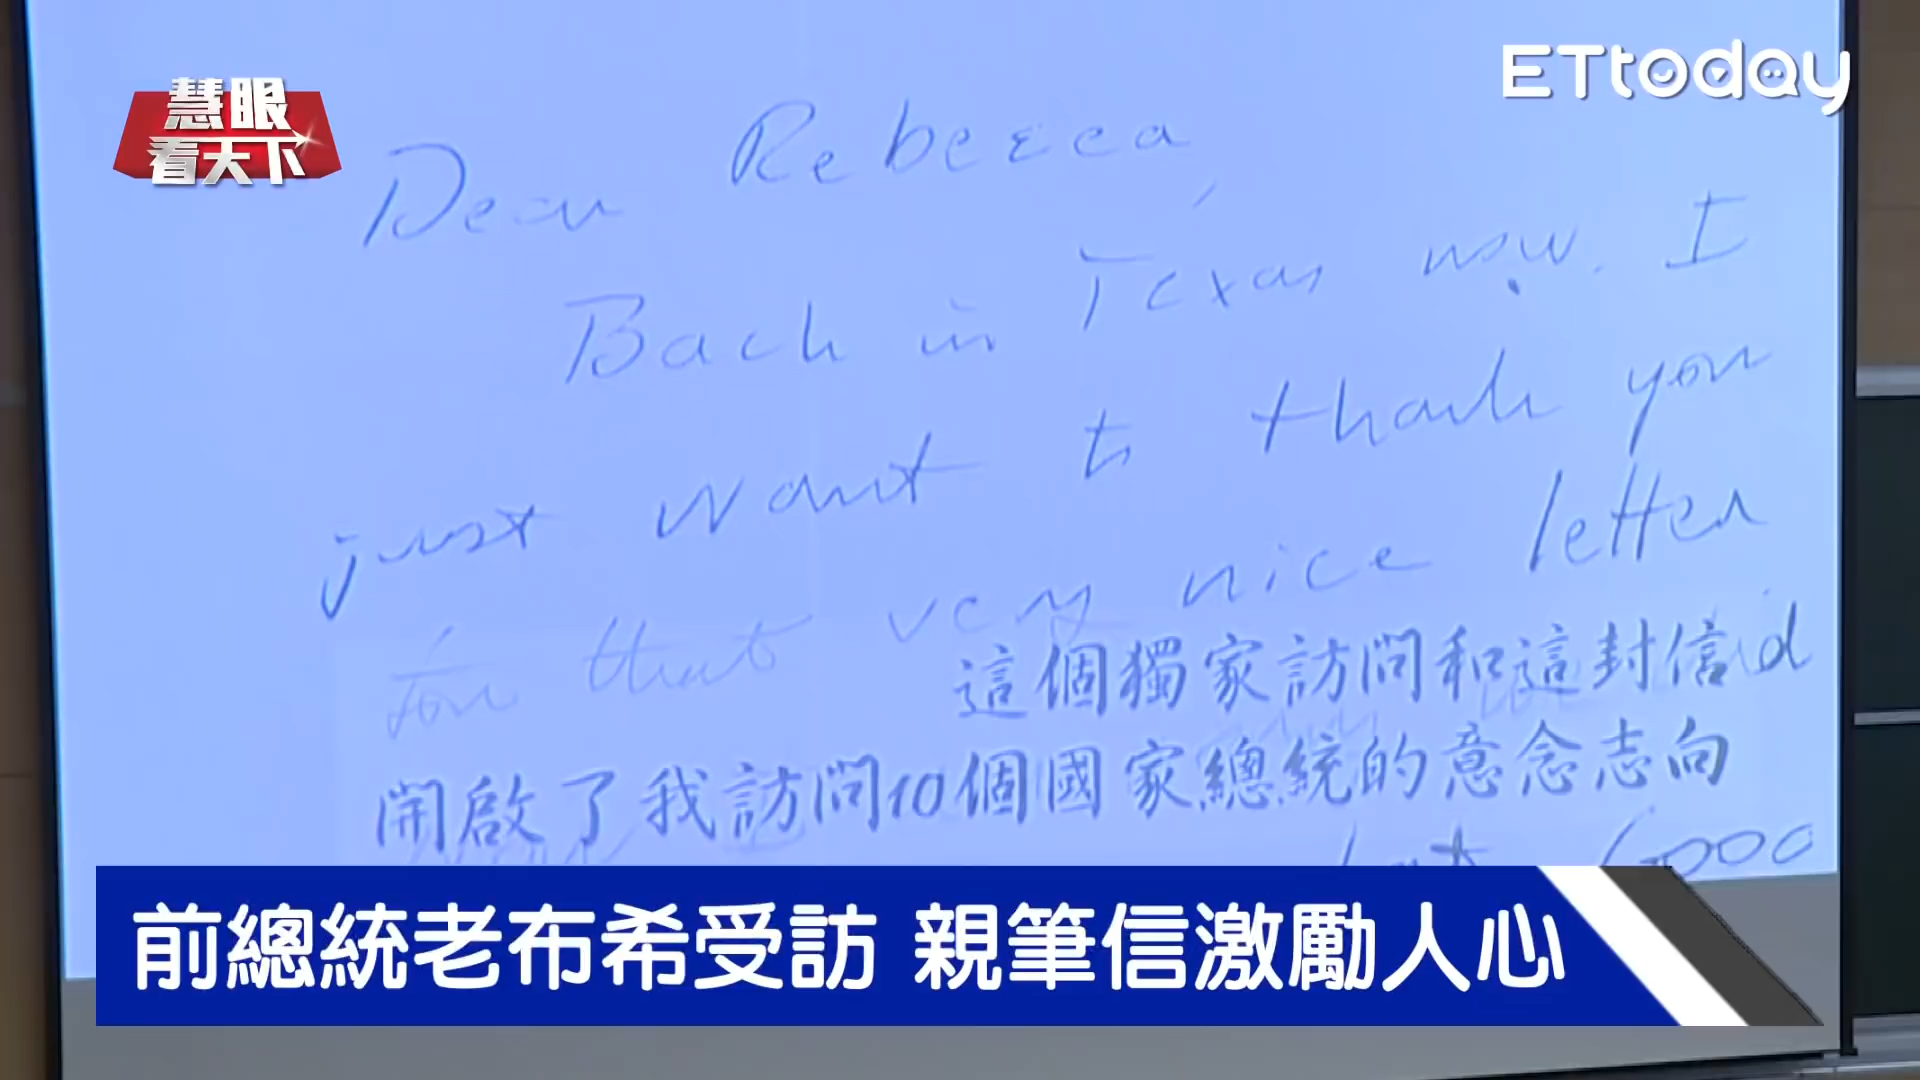 慧眼
看天下
ETtoday
Dear Rebecca,
Back in Texas now. I
just want to thank you
for that very nice letter
這個獨家訪問和這封信
開啟了我訪問10個國家總統的意念志向
前總統老布希受訪 親筆信激勵人心